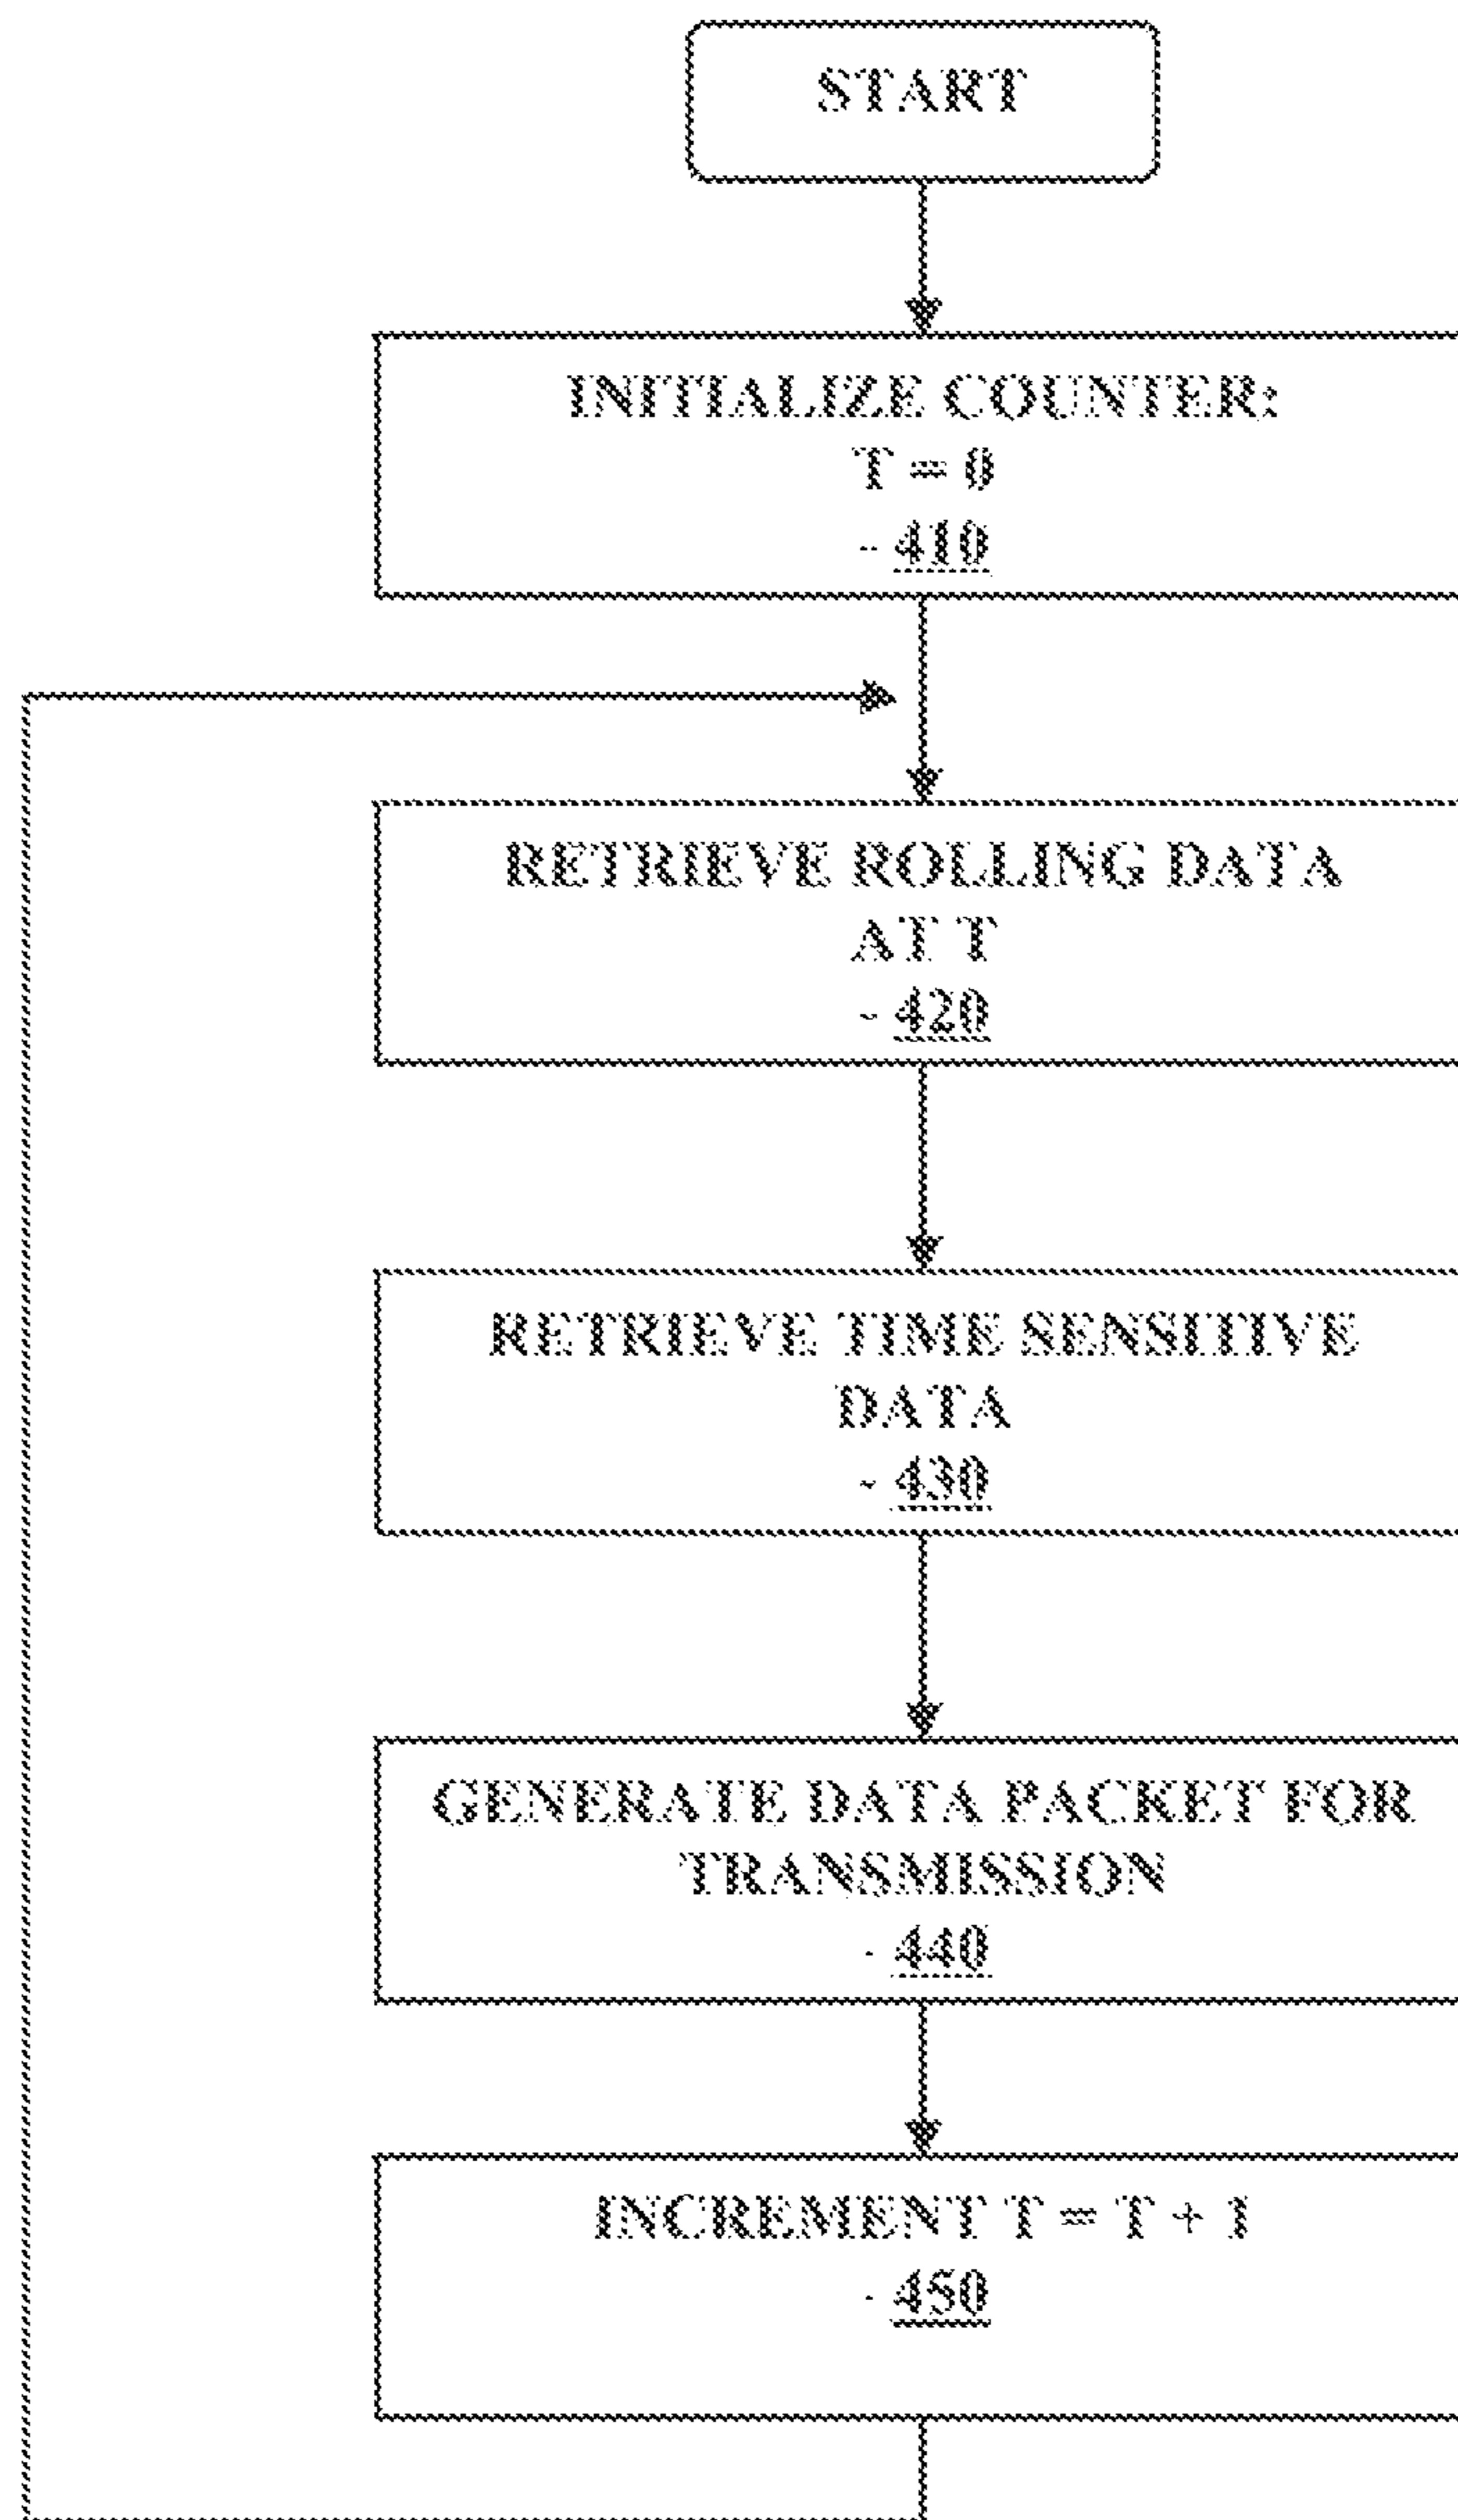 START
INITIALIZE COUNTER:
T = 0
- 410
RETRIEVE ROLLING DATA
AT T
- 420
RETRIEVE TIME SENSITIVE
DATA
- 430
GENERATE DATA PACKET FOR
TRANSMISSION
- 440
INCREMENT T = T + 1
- 450